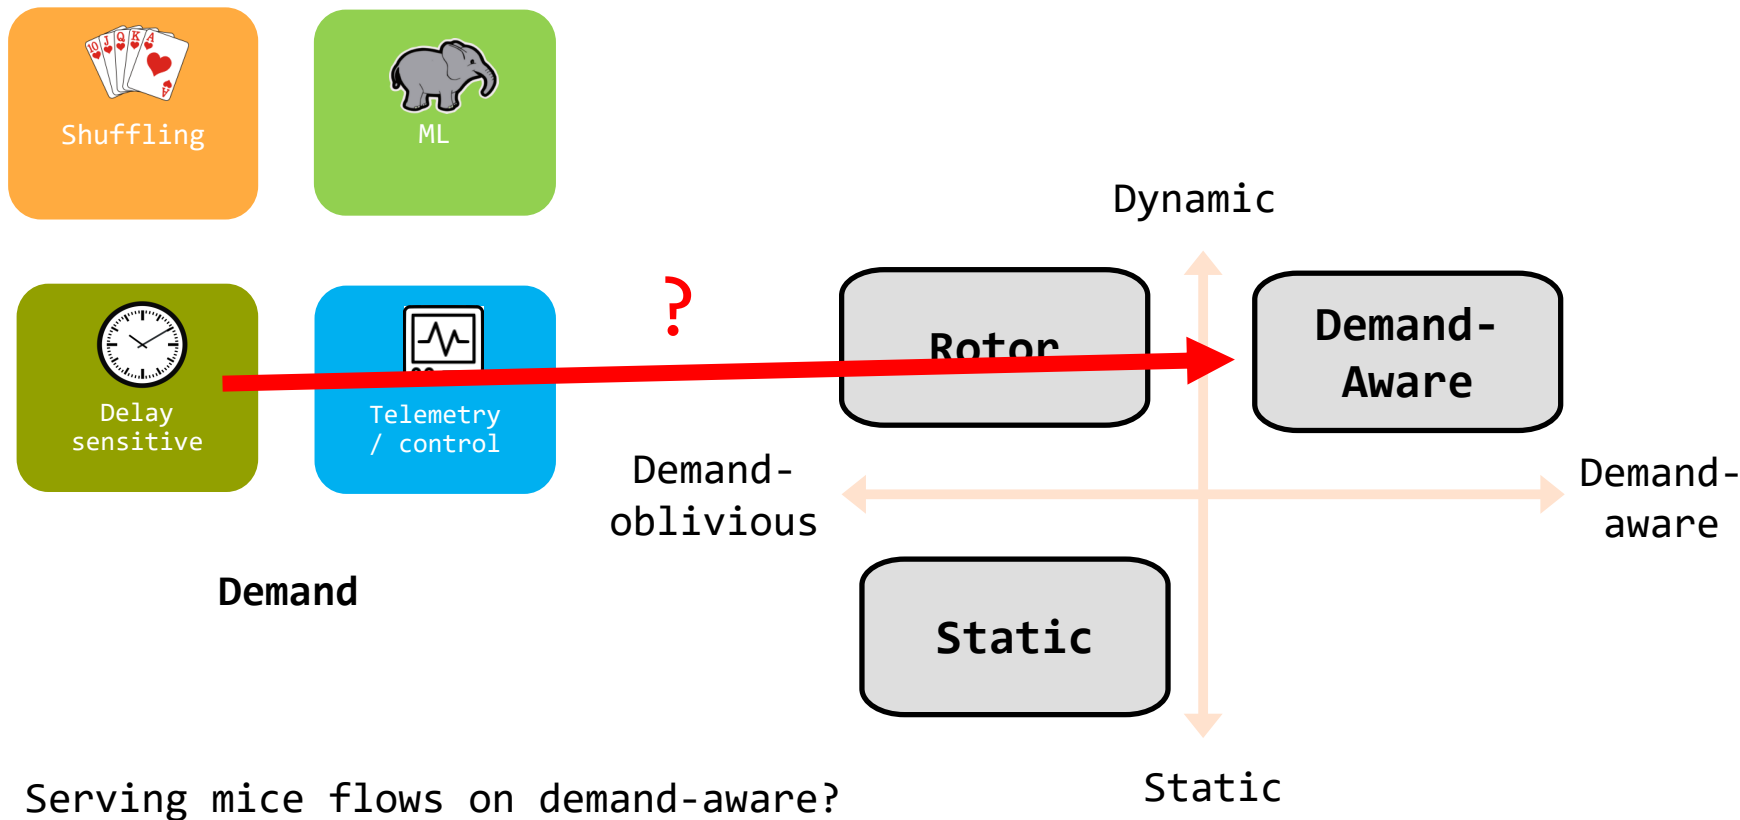 10 J Q K A
A
Shuffling
ML
Delay
sensitive
Telemetry
/ control
Demand
?
Dynamic
Rotor
Demand-
Aware
Demand-
oblivious
Demand-
aware
Static
Static
Serving mice flows on demand-aware?